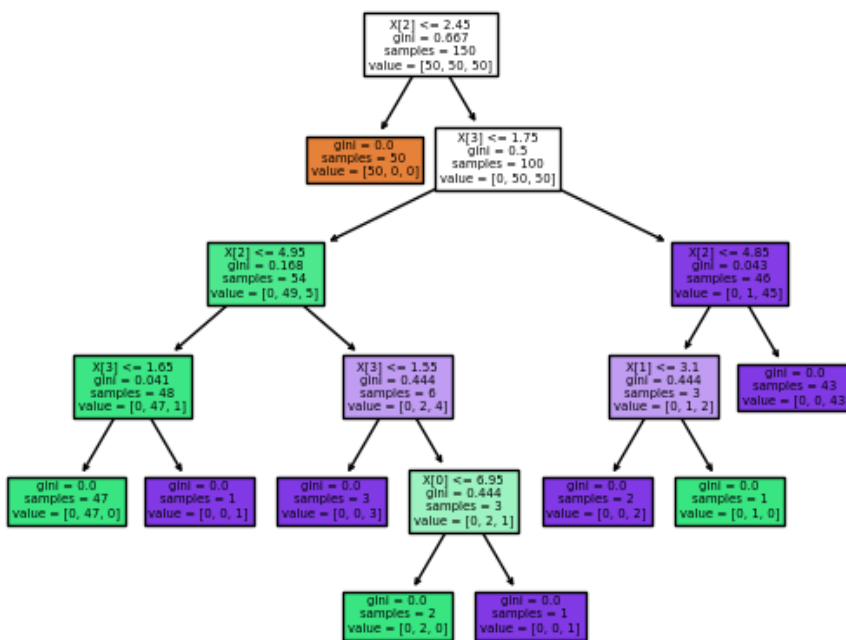 X[2] <= 2.45
gini = 0.667
samples = 150
value = [50, 50, 50]
gini = 0.0
samples = 50
value = [50, 0, 0]
X[3] <= 1.75
gini = 0.5
samples = 100
value = [0, 50, 50]
X[2] <= 4.95
gini = 0.168
samples = 54
value = [0, 49, 5]
X[2] <= 4.85
gini = 0.043
samples = 46
value = [0, 1, 45]
X[3] <= 1.65
gini = 0.041
samples = 48
value = [0, 47, 1]
X[3] <= 1.55
gini = 0.444
samples = 6
value = [0, 2, 4]
X[1] <= 3.1
gini = 0.444
samples = 3
value = [0, 1, 2]
gini = 0.0
samples = 43
value = [0, 0, 43]
gini = 0.0
samples = 47
value = [0, 47, 0]
gini = 0.0
samples = 1
value = [0, 0, 1]
gini = 0.0
samples = 3
value = [0, 0, 3]
X[0] <= 6.95
gini = 0.444
samples = 3
value = [0, 2, 1]
gini = 0.0
samples = 2
value = [0, 0, 2]
gini = 0.0
samples = 1
value = [0, 1, 0]
gini = 0.0
samples = 2
value = [0, 2, 0]
gini = 0.0
samples = 1
value = [0, 0, 1]